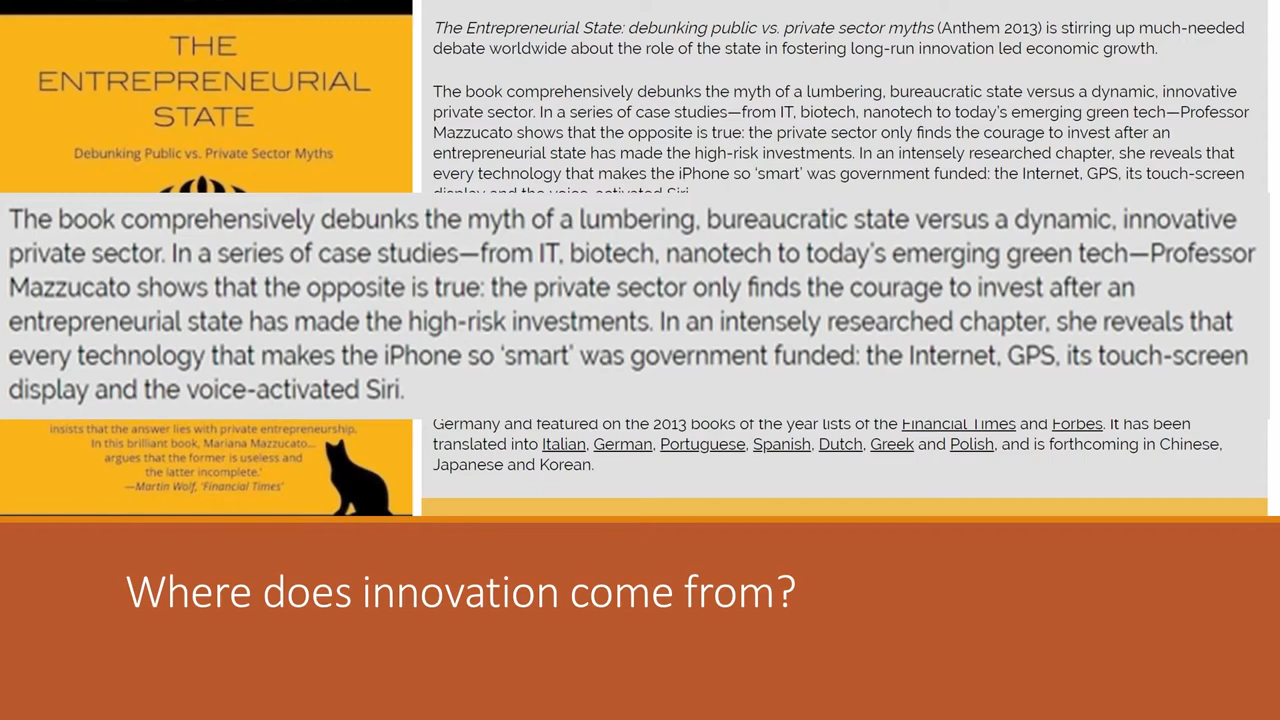 THE
ENTREPRENEURIAL
STATE
Debunking Public vs. Private Sector Myths
The Entrepreneurial State: debunking public vs. private sector myths (Anthem 2013) is stirring up much-needed
debate worldwide about the role of the state in fostering long-run innovation led economic growth.
The book comprehensively debunks the myth of a lumbering, bureaucratic state versus a dynamic, innovative
private sector. In a series of case studies—from IT, biotech, nanotech to today's emerging green tech—Professor
Mazzucato shows that the opposite is true: the private sector only finds the courage to invest after an
entrepreneurial state has made the high-risk investments. In an intensely researched chapter, she reveals that
every technology that makes the iPhone so ‘smart’ was government funded: the Internet, GPS, its touch-screen
display and the voice-activated Siri.
The book comprehensively debunks the myth of a lumbering, bureaucratic state versus a dynamic, innovative
private sector. In a series of case studies—from IT, biotech, nanotech to today's emerging green tech—Professor
Mazzucato shows that the opposite is true: the private sector only finds the courage to invest after an
entrepreneurial state has made the high-risk investments. In an intensely researched chapter, she reveals that
every technology that makes the iPhone so ‘smart’ was government funded: the Internet, GPS, its touch-screen
display and the voice-activated Siri.
insists that the answer lies with private entrepreneurship.
In this brilliant book, Mariana Mazzucato...
argues that the former is useless and
the latter incomplete.'
—Martin Wolf, 'Financial Times'
Germany and featured on the 2013 books of the year lists of the Financial Times and Forbes. It has been
translated into Italian, German, Portuguese, Spanish, Dutch, Greek and Polish, and is forthcoming in Chinese,
Japanese and Korean.
Where does innovation come from?